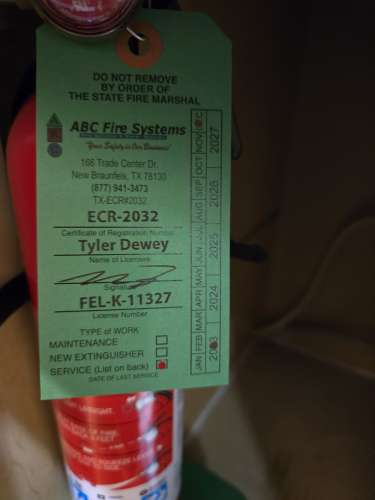 DO NOT REMOVE
BY ORDER OF
THE STATE FIRE MARSHAL
ABC Fire Systems
"Your Safety is Our Business"
166 Trade Center Dr.
New Braunfels, TX 78130
(877) 941-3473
TX-ECR#2032
ECR-2032
Certificate of Registration Number
Tyler Dewey
Name of Licensee
Signature
FEL-K-11327
License Number
TYPE OF WORK
MAINTENANCE
NEW EXTINGUISHER
SERVICE (List on back)
DATE OF LAST SERVICE
JAN FEB MAR APR MAY JUN JUL AUG SEP OCT NOV DEC
2023 2024 2025 2026 2027